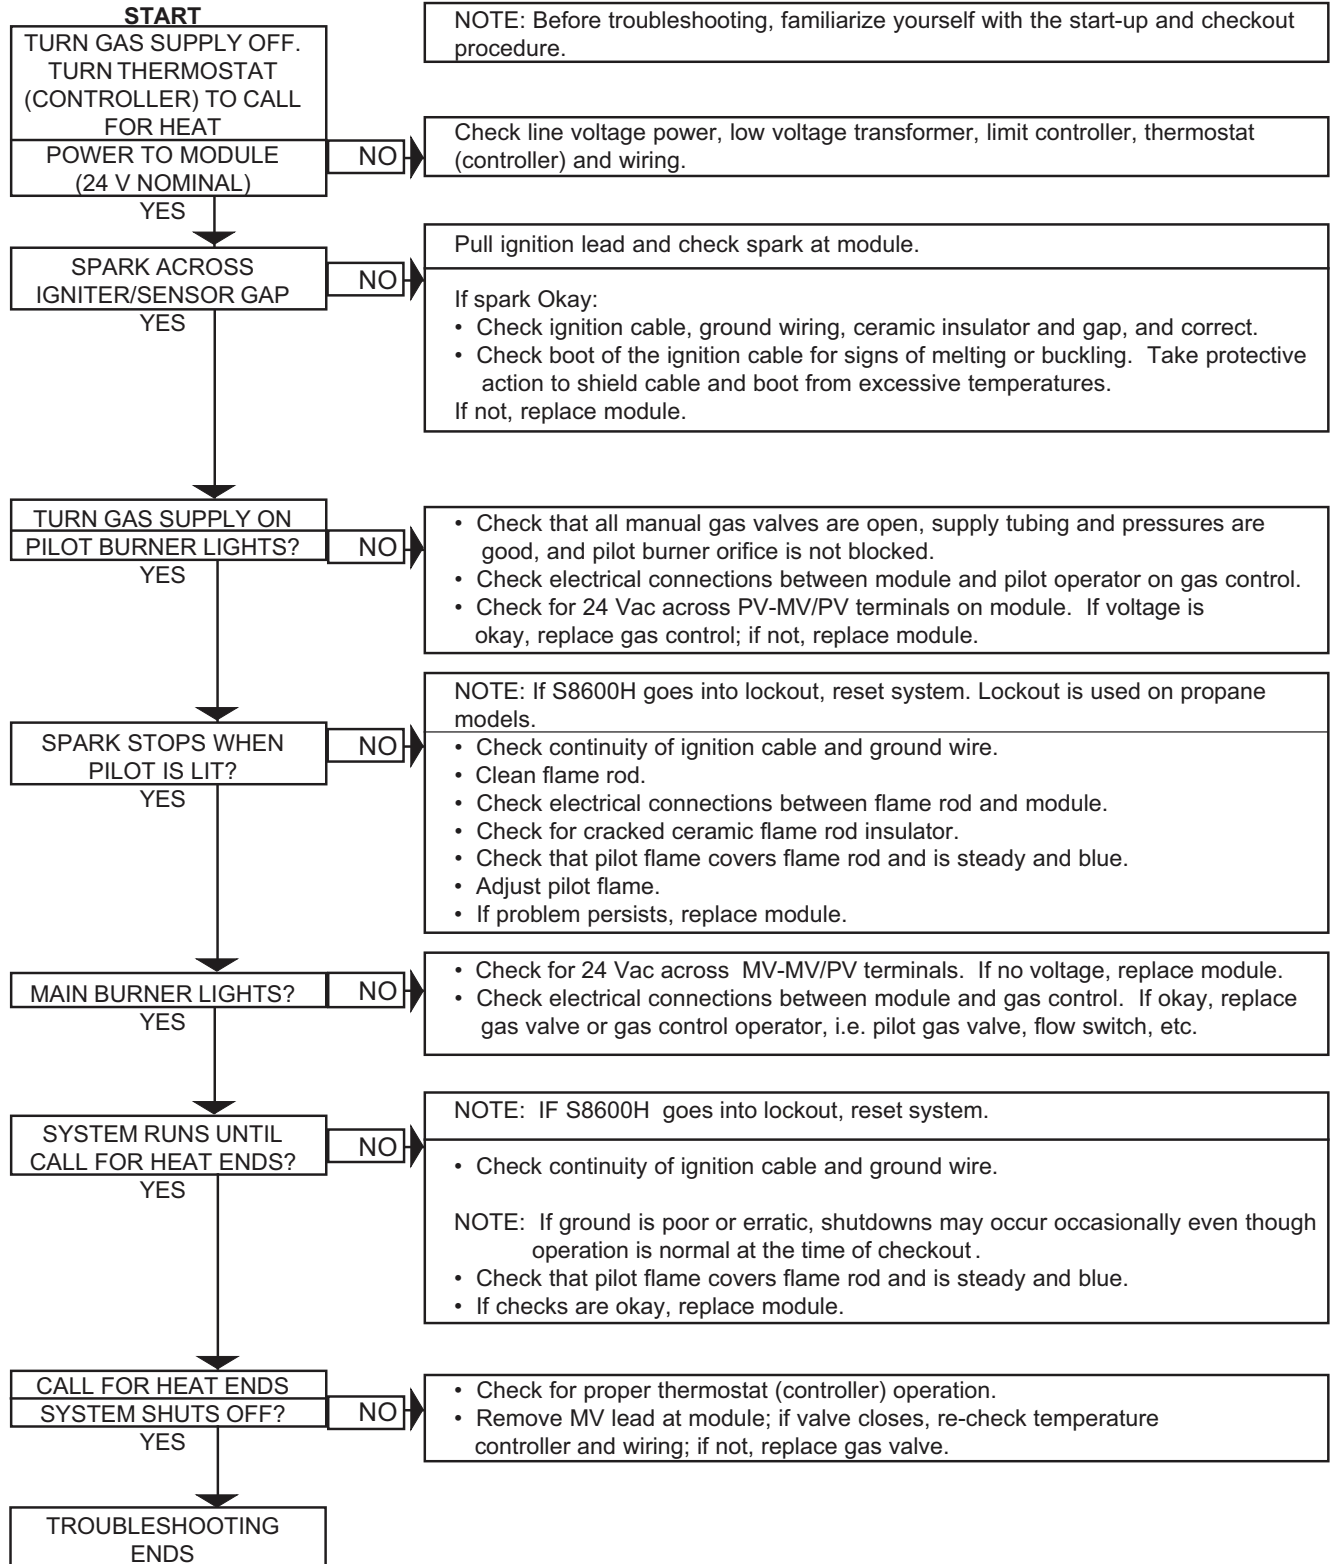 START
TURN GAS SUPPLY OFF.
TURN THERMOSTAT
(CONTROLLER) TO CALL
FOR HEAT
NOTE: Before troubleshooting, familiarize yourself with the start-up and checkout
procedure.
POWER TO MODULE
(24 V NOMINAL)
NO
Check line voltage power, low voltage transformer, limit controller, thermostat
(controller) and wiring.
YES
SPARK ACROSS
IGNITER/SENSOR GAP
NO
Pull ignition lead and check spark at module.
If spark Okay:
• Check ignition cable, ground wiring, ceramic insulator and gap, and correct.
• Check boot of the ignition cable for signs of melting or buckling. Take protective
action to shield cable and boot from excessive temperatures.
If not, replace module.
YES
TURN GAS SUPPLY ON
PILOT BURNER LIGHTS?
NO
• Check that all manual gas valves are open, supply tubing and pressures are
good, and pilot burner orifice is not blocked.
• Check electrical connections between module and pilot operator on gas control.
• Check for 24 Vac across PV-MV/PV terminals on module. If voltage is
okay, replace gas control; if not, replace module.
YES
SPARK STOPS WHEN
PILOT IS LIT?
NO
NOTE: If S8600H goes into lockout, reset system. Lockout is used on propane
models.
• Check continuity of ignition cable and ground wire.
• Clean flame rod.
• Check electrical connections between flame rod and module.
• Check for cracked ceramic flame rod insulator.
• Check that pilot flame covers flame rod and is steady and blue.
• Adjust pilot flame.
• If problem persists, replace module.
YES
MAIN BURNER LIGHTS?
NO
• Check for 24 Vac across MV-MV/PV terminals. If no voltage, replace module.
• Check electrical connections between module and gas control. If okay, replace
gas valve or gas control operator, i.e. pilot gas valve, flow switch, etc.
YES
SYSTEM RUNS UNTIL
CALL FOR HEAT ENDS?
NO
NOTE: IF S8600H goes into lockout, reset system.
• Check continuity of ignition cable and ground wire.
NOTE: If ground is poor or erratic, shutdowns may occur occasionally even though
operation is normal at the time of checkout.
• Check that pilot flame covers flame rod and is steady and blue.
• If checks are okay, replace module.
YES
CALL FOR HEAT ENDS
SYSTEM SHUTS OFF?
NO
• Check for proper thermostat (controller) operation.
• Remove MV lead at module; if valve closes, re-check temperature
controller and wiring; if not, replace gas valve.
YES
TROUBLESHOOTING
ENDS